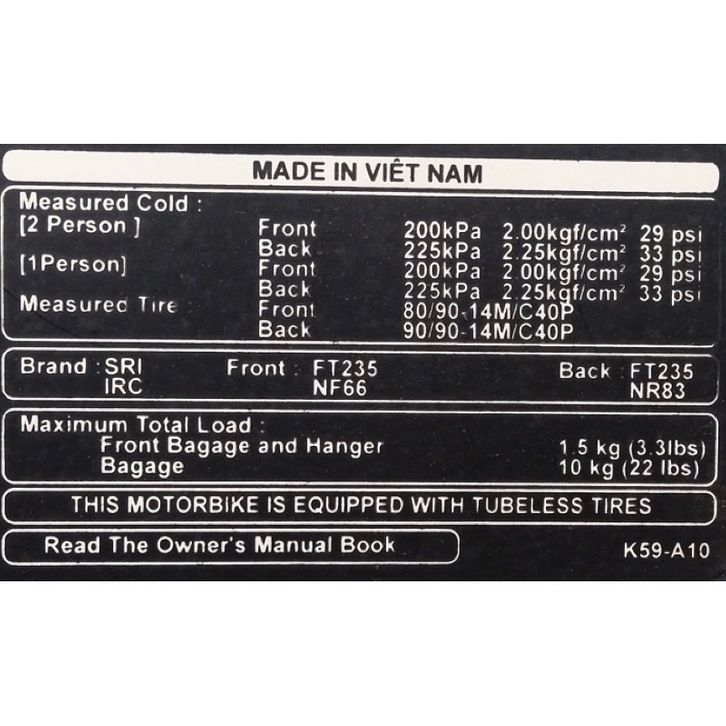 MADE IN VIÊT NAM
Measured Cold :
[2 Person ] Front 200kPa 2.00kgf/cm² 29 psi
Back 225kPa 2.25kgf/cm² 33 psi
[1Person] Front 200kPa 2.00kgf/cm² 29 psi
Back 225kPa 2.25kgf/cm² 33 psi
Measured Tire Front 80/90-14M/C40P
Back 90/90-14M/C40P
Brand : SRI Front : FT235 Back : FT235
IRC NF66 NR83
Maximum Total Load :
Front Bagage and Hanger 1.5 kg (3.3lbs)
Bagage 10 kg (22 lbs)
THIS MOTORBIKE IS EQUIPPED WITH TUBELESS TIRES
Read The Owner's Manual Book K59-A10